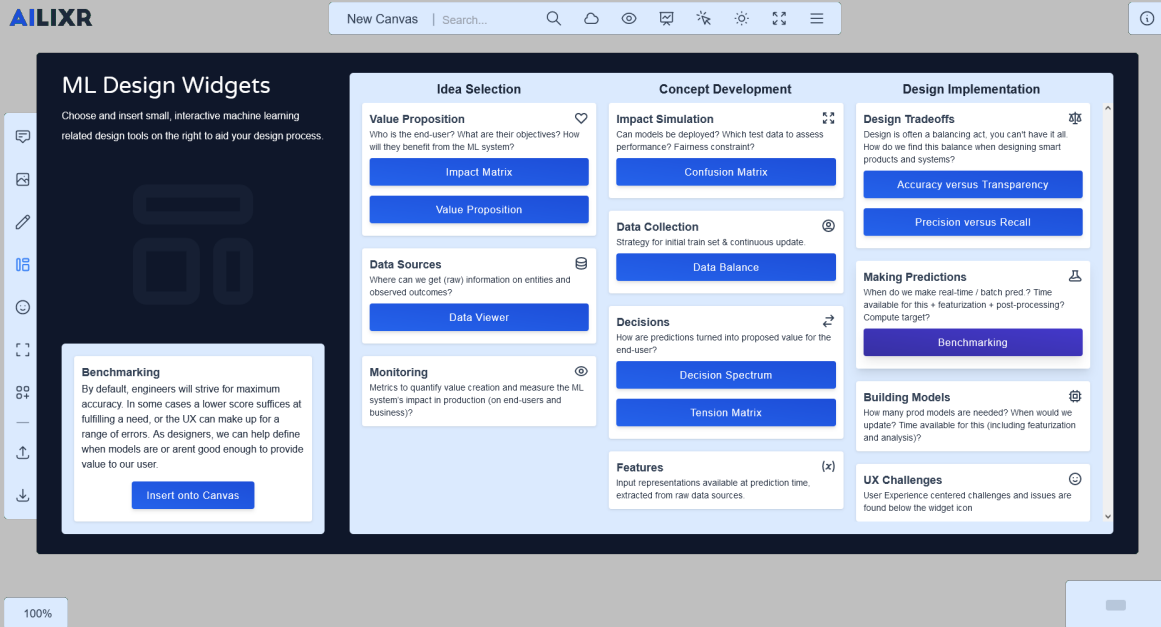 AILIXR
New Canvas | Search...
ML Design Widgets
Choose and insert small, interactive machine learning
related design tools on the right to aid your design process.
Benchmarking
By default, engineers will strive for maximum
accuracy. In some cases a lower score suffices at
fulfilling a need, or the UX can make up for a
range of errors. As designers, we can help define
when models are or arent good enough to provide
value to our user.
Insert onto Canvas
Idea Selection
Value Proposition
Who is the end-user? What are their objectives? How
will they benefit from the ML system?
Impact Matrix
Value Proposition
Data Sources
Where can we get (raw) information on entities and
observed outcomes?
Data Viewer
Monitoring
Metrics to quantify value creation and measure the ML
system's impact in production (on end-users and
business)?
Concept Development
Impact Simulation
Can models be deployed? Which test data to assess
performance? Fairness constraint?
Confusion Matrix
Data Collection
Strategy for initial train set & continuous update.
Data Balance
Decisions
How are predictions turned into proposed value for the
end-user?
Decision Spectrum
Tension Matrix
Features
(x)
Input representations available at prediction time,
extracted from raw data sources.
Design Implementation
Design Tradeoffs
Design is often a balancing act, you can't have it all.
How do we find this balance when designing smart
products and systems?
Accuracy versus Transparency
Precision versus Recall
Making Predictions
When do we make real-time / batch pred.? Time
available for this + featurization + post-processing?
Compute target?
Benchmarking
Building Models
How many prod models are needed? When would we
update? Time available for this (including featurization
and analysis)?
UX Challenges
User Experience centered challenges and issues are
found below the widget icon
100%